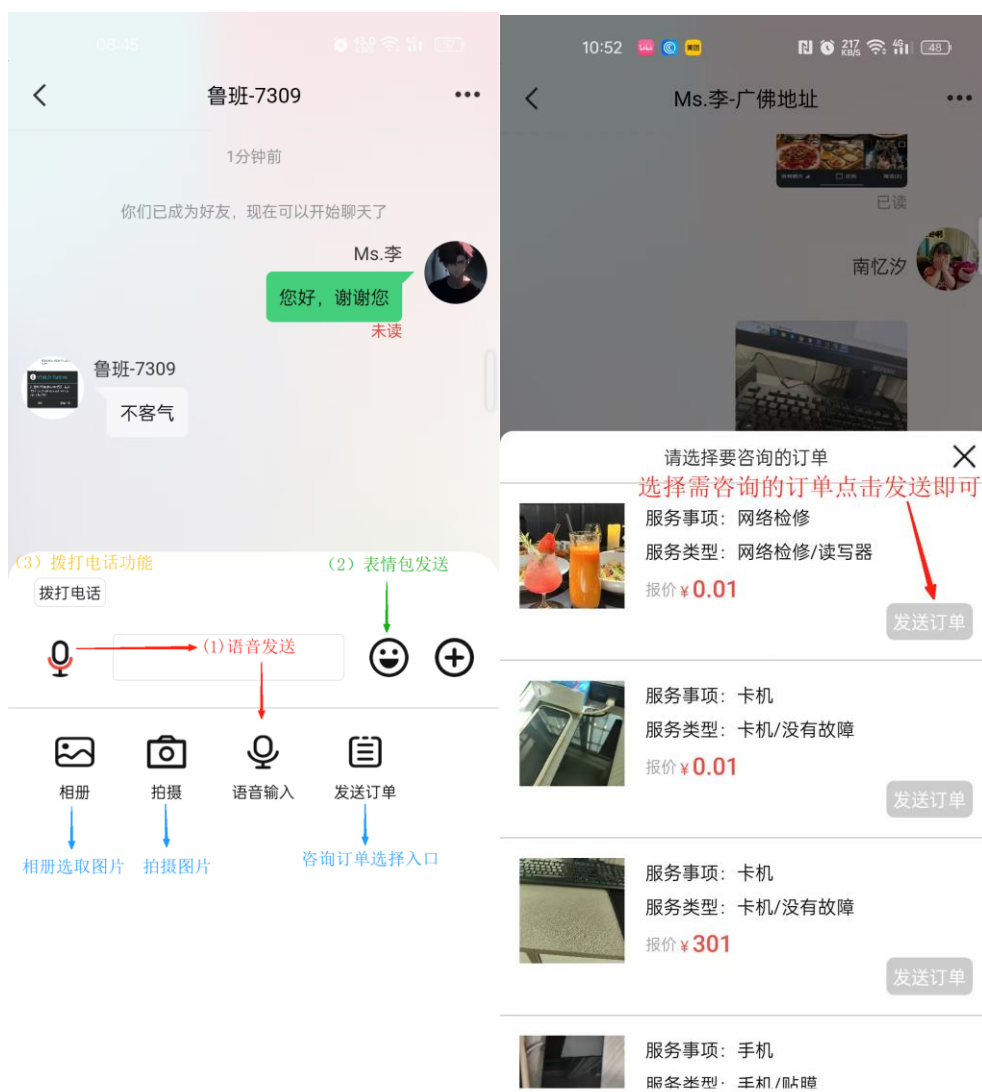 08:45
鲁班-7309
1分钟前
你们已成为好友，现在可以开始聊天了
Ms.李
您好，谢谢您
未读
鲁班-7309
不客气
（3）拨打电话功能
（2）表情包发送
拨打电话
(1)语音发送
相册
拍摄
语音输入
发送订单
相册选取图片
拍摄图片
咨询订单选择入口
10:52
217
KB/S
4G
48
Ms.李-广佛地址
已读
南忆汐
请选择要咨询的订单
选择需咨询的订单点击发送即可
服务事项：网络检修
服务类型：网络检修/读写器
报价¥0.01
发送订单
服务事项：卡机
服务类型：卡机/没有故障
报价¥0.01
发送订单
服务事项：卡机
服务类型：卡机/没有故障
报价¥301
发送订单
服务事项：手机
服务类型：手机/贴膜